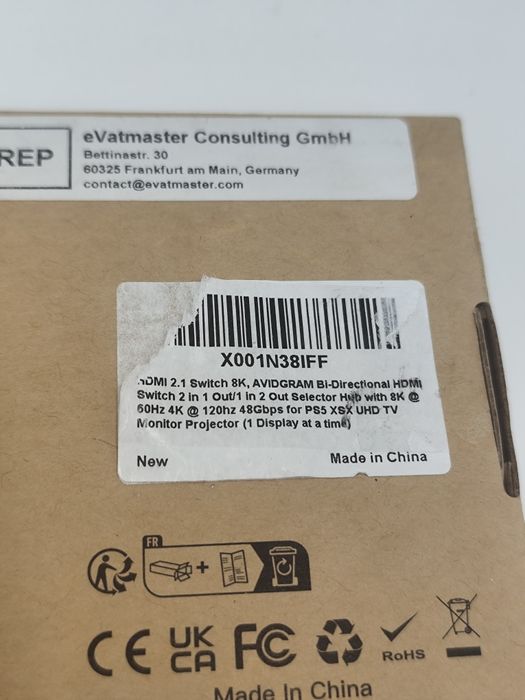 REP
eVatmaster Consulting GmbH
Bettinastr. 30
60325 Frankfurt am Main, Germany
contact@evatmaster.com
X001N38IFF
HDMI 2.1 Switch 8K, AVIDGRAM Bi-Directional HDMI
Switch 2 in 1 Out/1 in 2 Out Selector Hub with 8K @
60Hz 4K @ 120hz 48Gbps for PS5 XSX UHD TV
Monitor Projector (1 Display at a time)
New
Made in China
FR
+
CE
UK
CA
FC
RoHS
Made In China